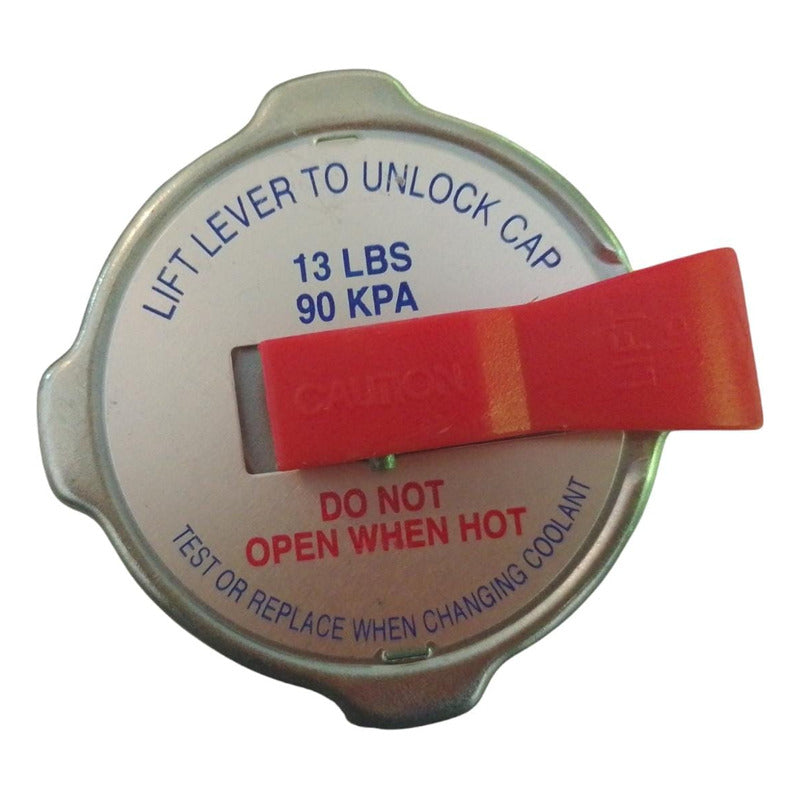 LIFT LEVER TO UNLOCK CAP
13 LBS
90 KPA
CAUTION
LIFT
DO NOT
OPEN WHEN HOT
TEST OR REPLACE WHEN CHANGING COOLANT